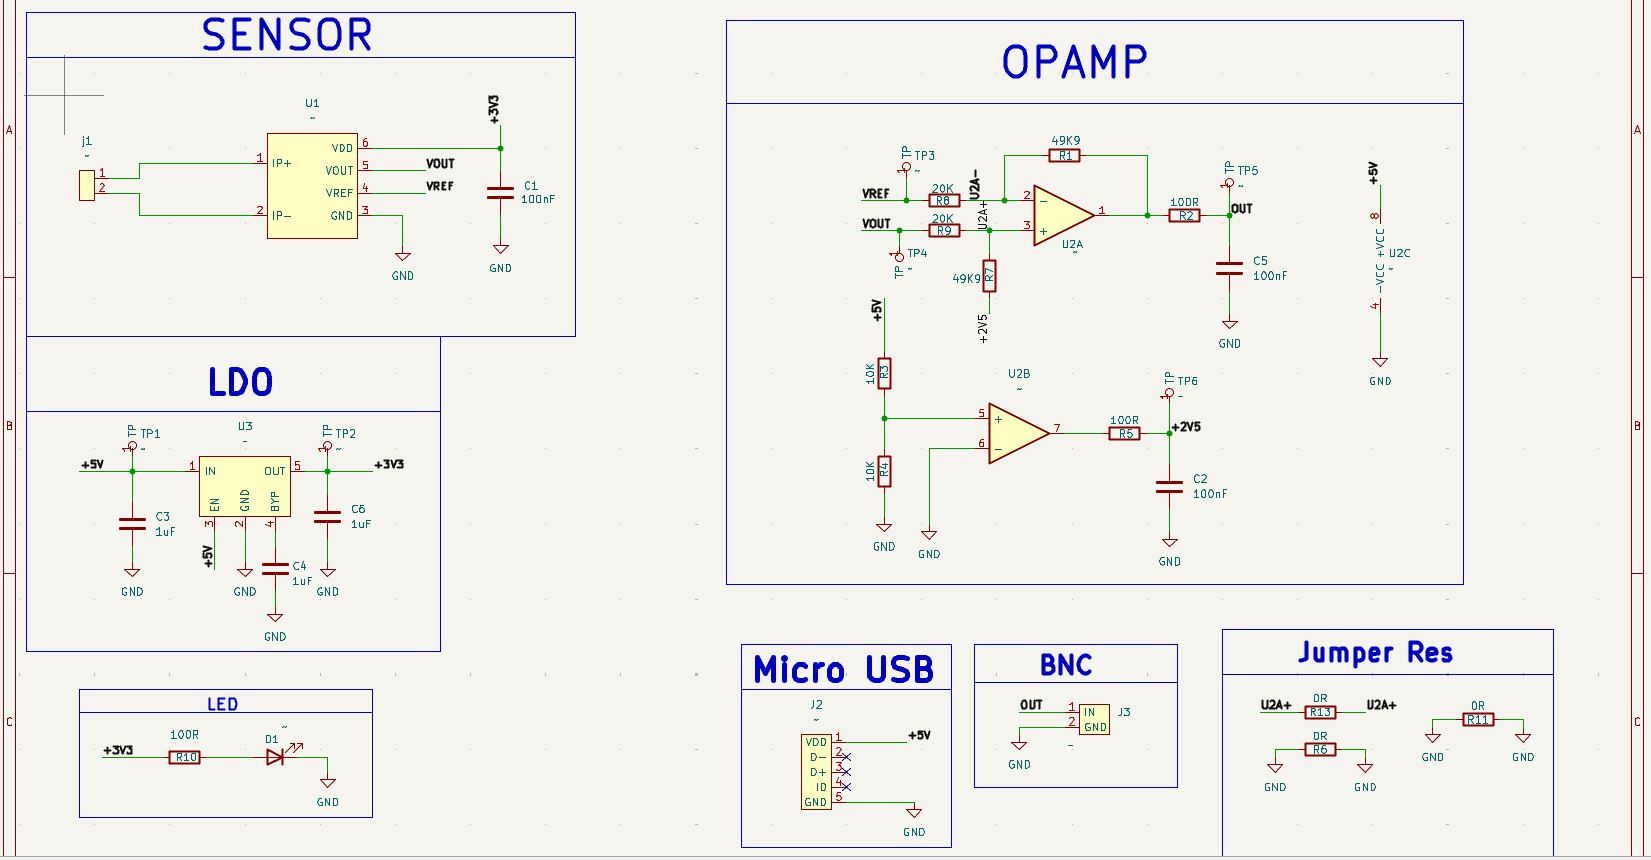 SENSOR
U1
~
+3V3
j1
~
1
2
1 IP+
2 IP-
VDD 6
VOUT 5 VOUT
VREF 4 VREF
GND 3
GND
C1
100nF
GND
A
B
C
LDO
U3
~
TP TP1
1 ~
+5V
1 IN
OUT 5
EN GND BYP
3 2 4
TP TP2
1 ~
+3V3
C3
1uF
C6
1uF
+5V
C4
1uF
GND
GND
GND
GND
LED
100R
~
D1
+3V3
R10
GND
OPAMP
49K9
R1
TP TP3
1 ~
VREF
20K
R8
U2A-
VOUT
20K
R9
U2A+
TP TP4
1 ~
2 -
3 +
1
U2A
~
49K9 R7
+2V5
100R
R2
TP TP5
1 ~
OUT
C5
100nF
GND
+5V
8
-VCC +VCC
4
U2C
~
GND
+5V
10K R3
10K R4
GND
GND
U2B
~
5 +
6 -
7
100R
R5
TP TP6
1 ~
+2V5
C2
100nF
GND
Micro USB
J2
~
VDD 1
D- 2
D+ 3
ID 4
GND 5
+5V
GND
BNC
OUT
1 IN
2 GND
J3
~
GND
Jumper Res
U2A+
0R
R13
U2A+
0R
R6
GND
GND
0R
R11
GND
GND
A
B
C